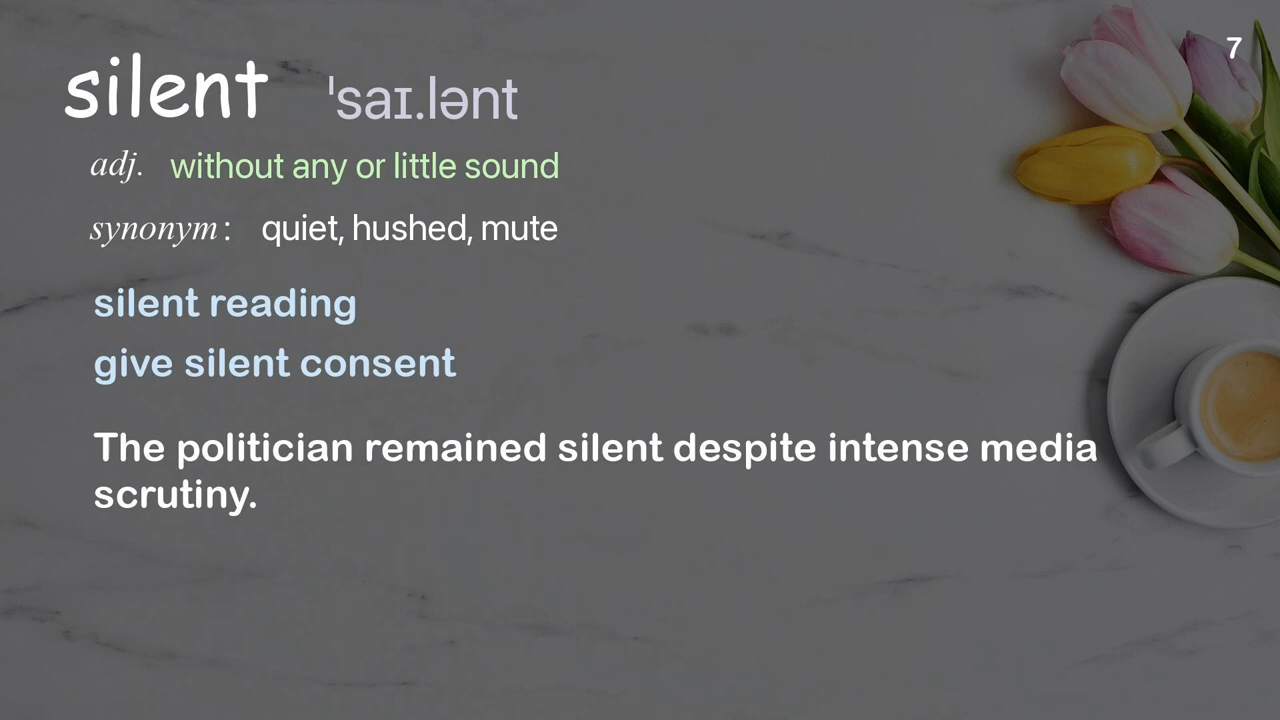 7
silent ˈsaɪ.lənt
adj. without any or little sound
synonym: quiet, hushed, mute
silent reading
give silent consent
The politician remained silent despite intense media
scrutiny.